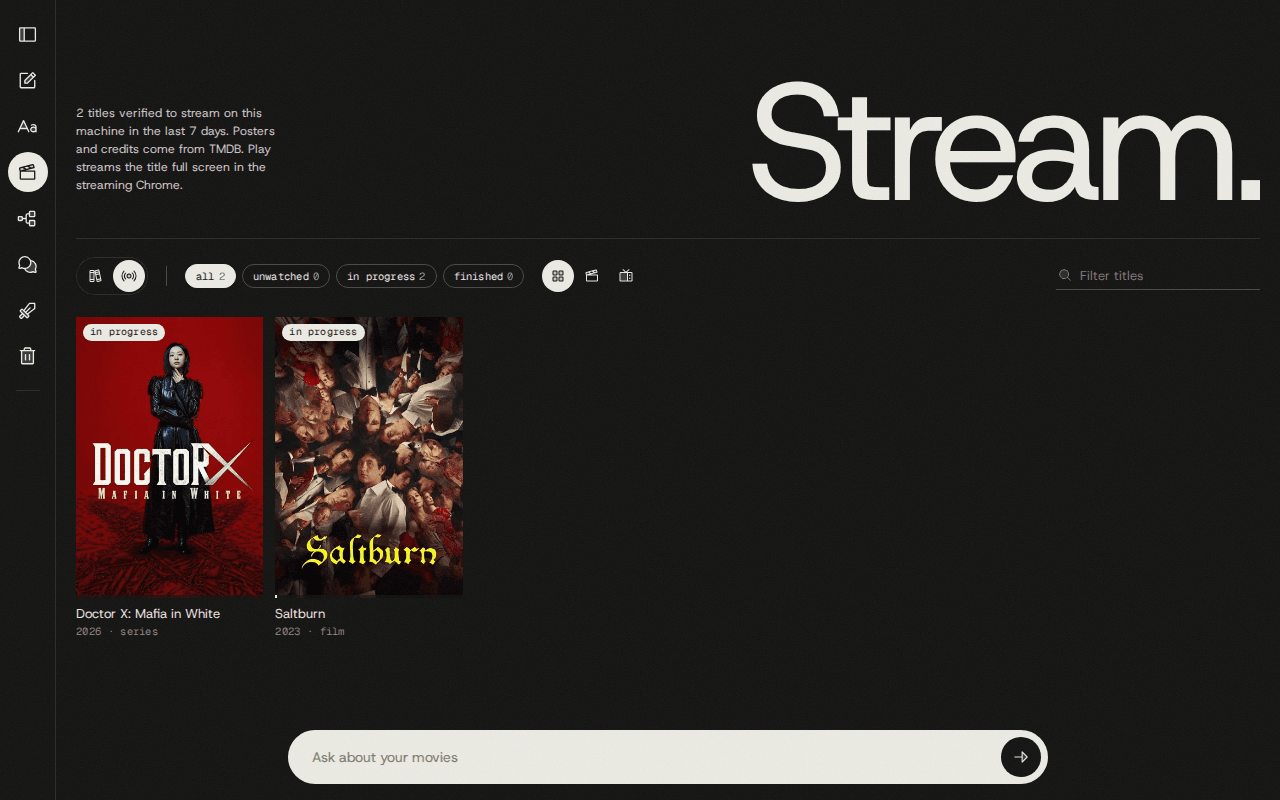 Aa
2 titles verified to stream on this
machine in the last 7 days. Posters
and credits come from TMDB. Play
streams the title full screen in the
streaming Chrome.
Stream.
all 2
unwatched 0
in progress 2
finished 0
Filter titles
in progress
DOCTOR X
MAFIA IN WHITE
Doctor X: Mafia in White
2026 · series
in progress
Saltburn
Saltburn
2023 · film
Ask about your movies